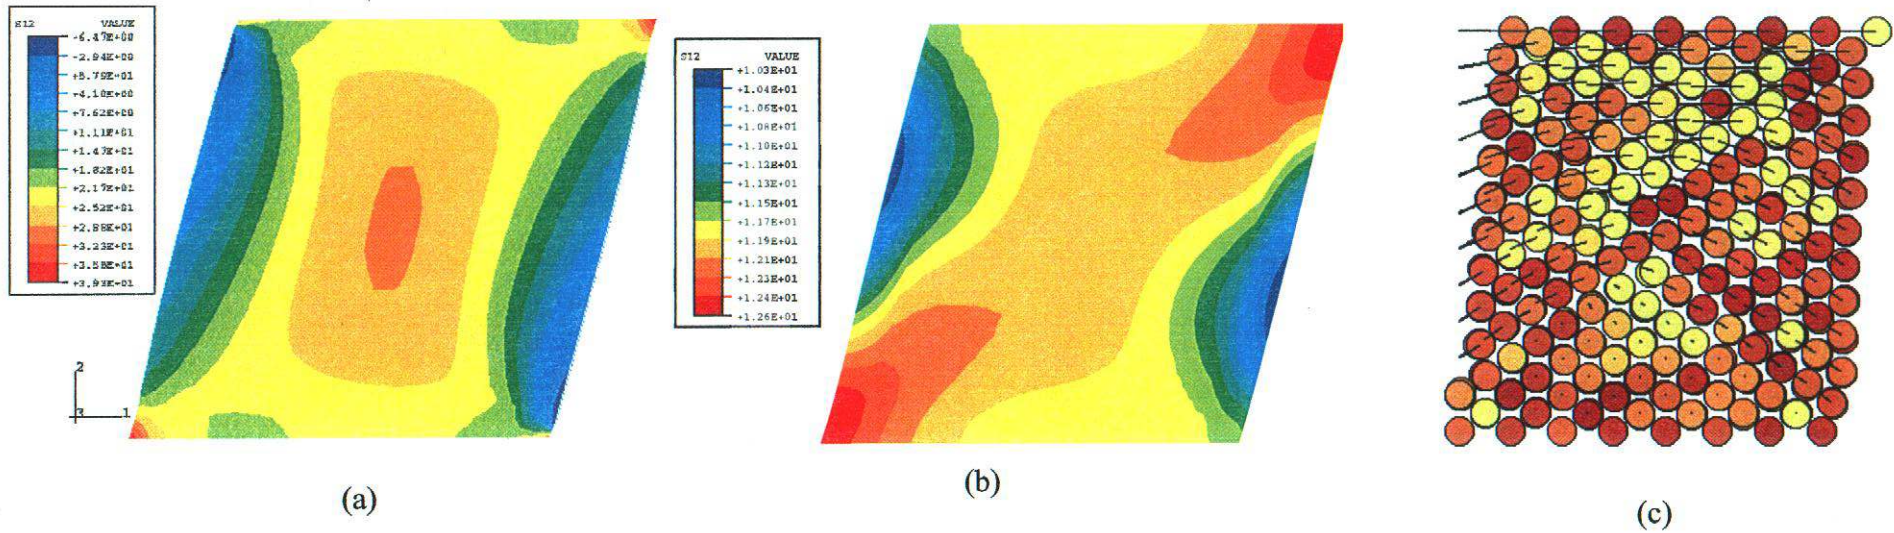 S12 VALUE
-6.47E+00
-2.94E+00
+5.79E+01
+4.10E+00
+7.62E+00
+1.11E+01
+1.47E+01
+1.82E+01
+2.17E+01
+2.52E+01
+2.88E+01
+3.23E+01
+3.58E+01
+3.93E+01
2
3 1
(a)
S12 VALUE
+1.03E+01
+1.04E+01
+1.06E+01
+1.08E+01
+1.10E+01
+1.12E+01
+1.13E+01
+1.15E+01
+1.17E+01
+1.19E+01
+1.21E+01
+1.23E+01
+1.24E+01
+1.26E+01
(b)
(c)